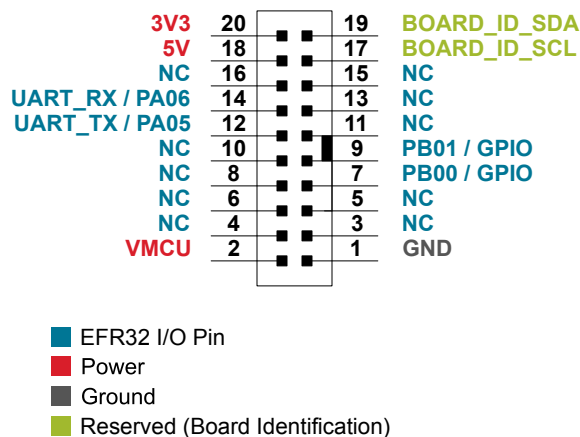 3V3 20 19 BOARD_ID_SDA
5V 18 17 BOARD_ID_SCL
NC 16 15 NC
UART_RX / PA06 14 13 NC
UART_TX / PA05 12 11 NC
NC 10 9 PB01 / GPIO
NC 8 7 PB00 / GPIO
NC 6 5 NC
NC 4 3 NC
VMCU 2 1 GND
EFR32 I/O Pin
Power
Ground
Reserved (Board Identification)